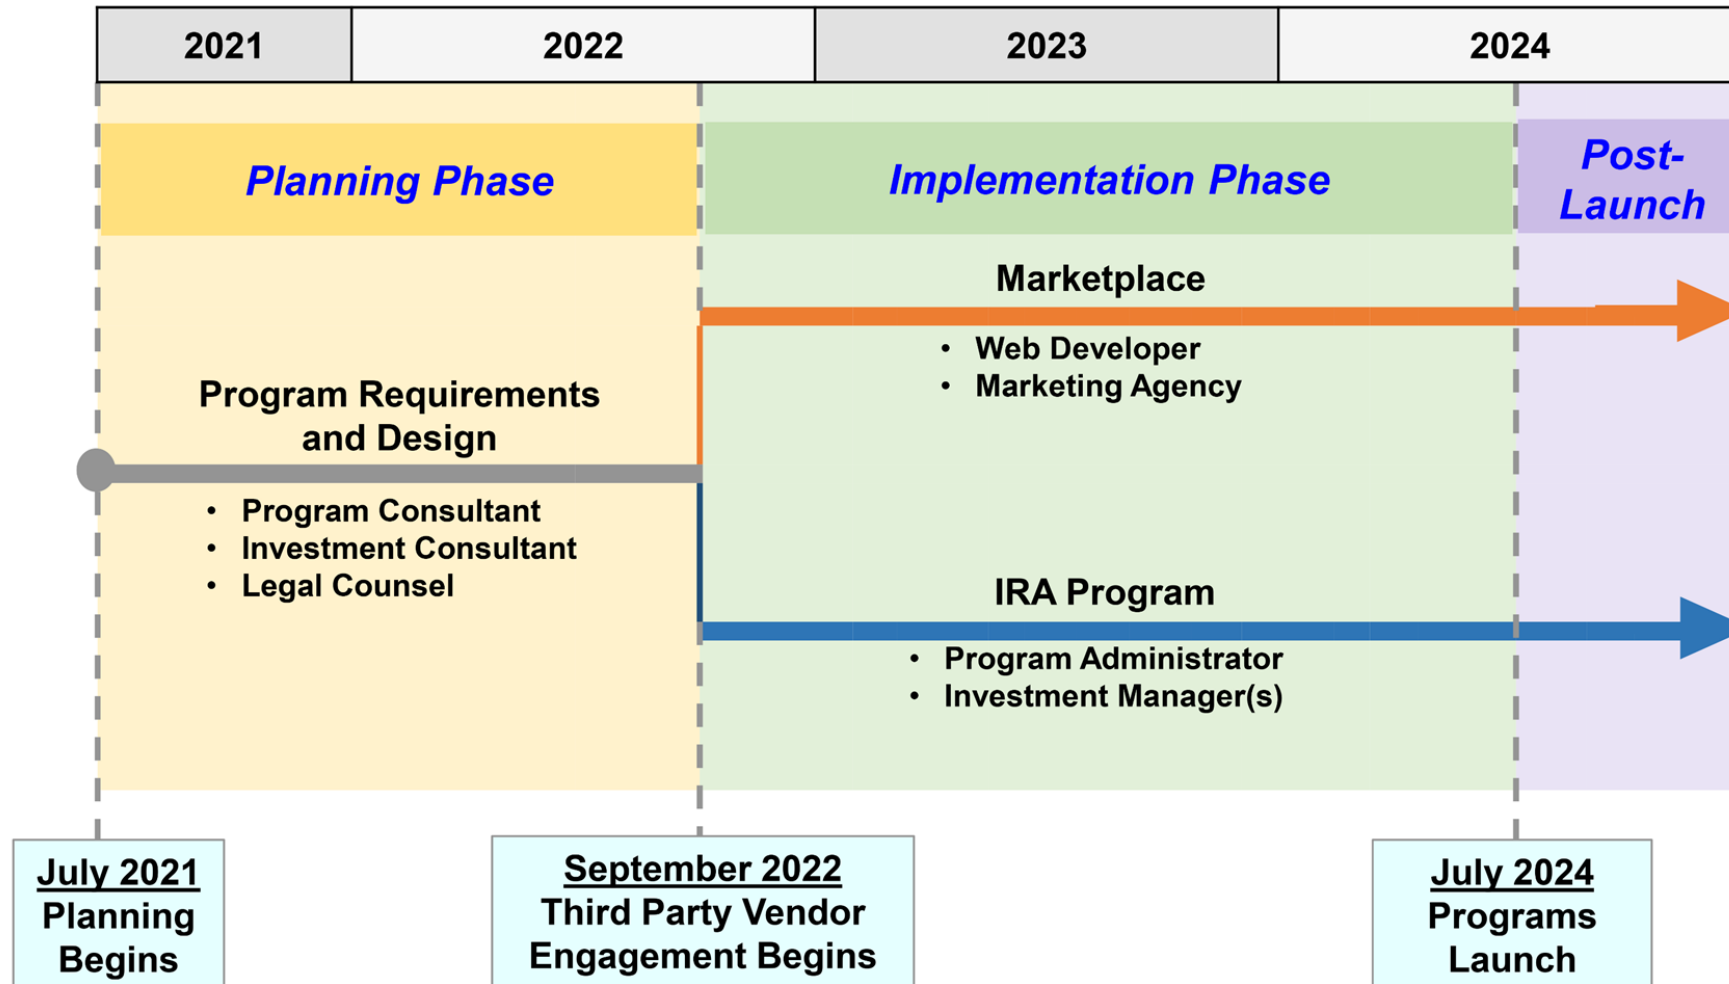 2021 2022 2023 2024
Planning Phase
Implementation Phase
Post-
Launch
Marketplace
• Web Developer
• Marketing Agency
Program Requirements
and Design
• Program Consultant
• Investment Consultant
• Legal Counsel
IRA Program
• Program Administrator
• Investment Manager(s)
July 2021
Planning
Begins
September 2022
Third Party Vendor
Engagement Begins
July 2024
Programs
Launch